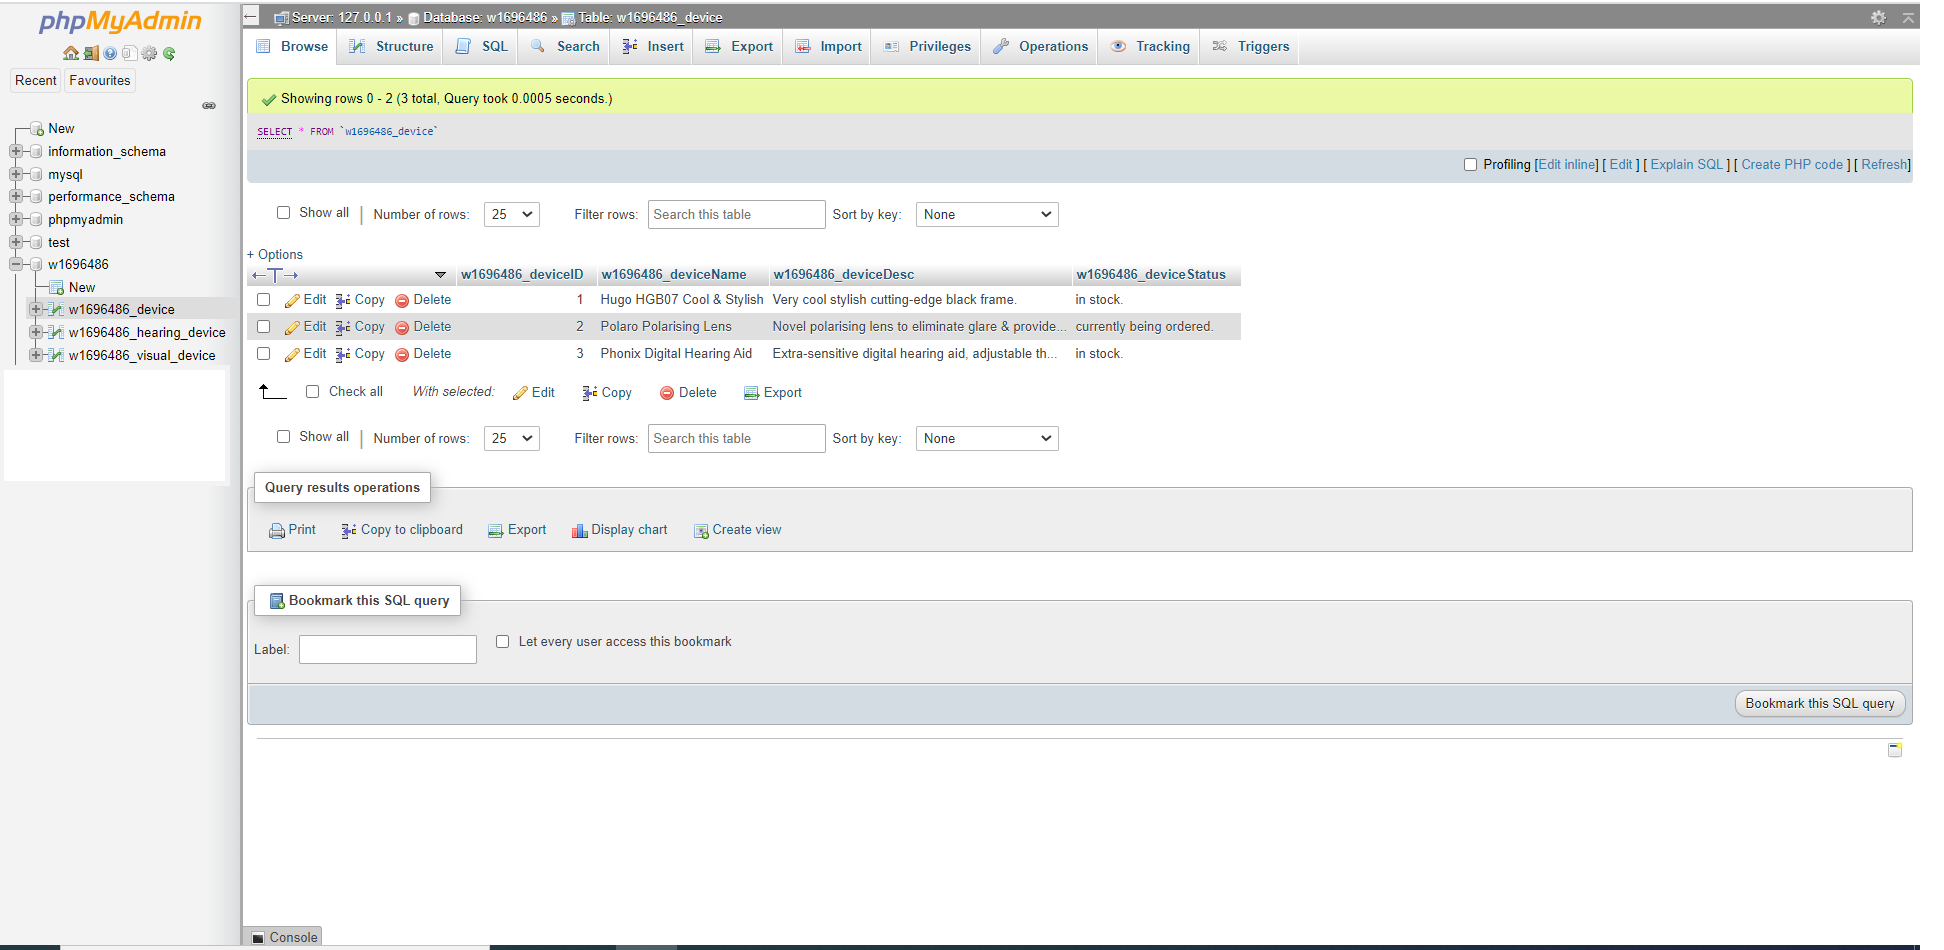 phpMyAdmin
Recent Favourites
New
information_schema
mysql
performance_schema
phpmyadmin
test
w1696486
New
w1696486_device
w1696486_hearing_device
w1696486_visual_device
Server: 127.0.0.1 » Database: w1696486 » Table: w1696486_device
Browse Structure SQL Search Insert Export Import Privileges Operations Tracking Triggers
Showing rows 0 - 2 (3 total, Query took 0.0005 seconds.)
SELECT * FROM `w1696486_device`
Profiling [Edit inline] [ Edit ] [ Explain SQL ] [ Create PHP code ] [ Refresh]
Show all | Number of rows: 25 Filter rows: Search this table Sort by key: None
+ Options
←T→ w1696486_deviceID w1696486_deviceName w1696486_deviceDesc w1696486_deviceStatus
Edit Copy Delete 1 Hugo HGB07 Cool & Stylish Very cool stylish cutting-edge black frame. in stock.
Edit Copy Delete 2 Polaro Polarising Lens Novel polarising lens to eliminate glare & provide... currently being ordered.
Edit Copy Delete 3 Phonix Digital Hearing Aid Extra-sensitive digital hearing aid, adjustable th... in stock.
Check all With selected: Edit Copy Delete Export
Show all | Number of rows: 25 Filter rows: Search this table Sort by key: None
Query results operations
Print Copy to clipboard Export Display chart Create view
Bookmark this SQL query
Label: Let every user access this bookmark
Bookmark this SQL query
Console